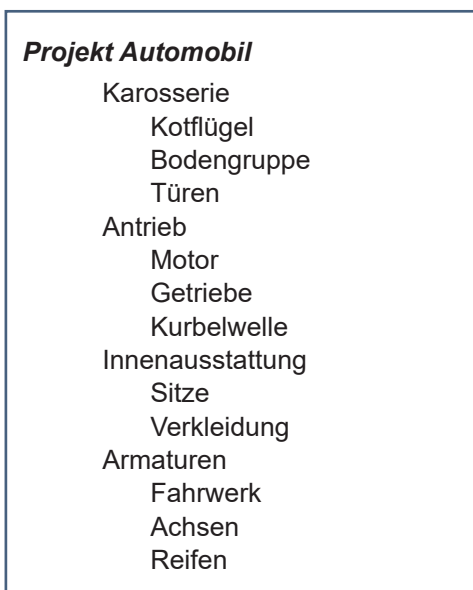 Projekt Automobil
Karosserie
Kotflügel
Bodengruppe
Türen
Antrieb
Motor
Getriebe
Kurbelwelle
Innenausstattung
Sitze
Verkleidung
Armaturen
Fahrwerk
Achsen
Reifen